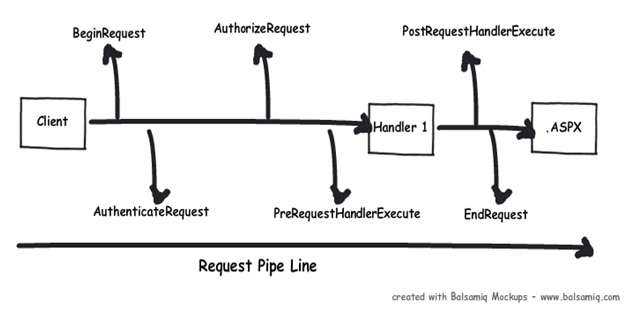 BeginRequest
AuthorizeRequest
PostRequestHandlerExecute
Client
Handler 1
.ASPX
AuthenticateRequest
PreRequestHandlerExecute
EndRequest
Request Pipe Line
created with Balsamiq Mockups - www.balsamiq.com